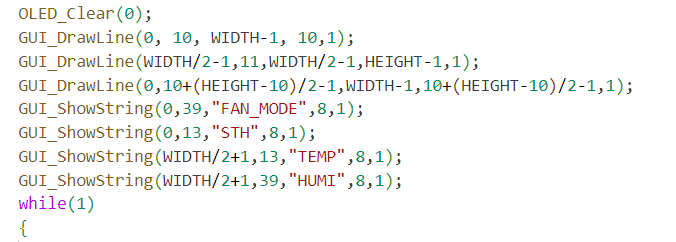 OLED_Clear(0);
GUI_DrawLine(0, 10, WIDTH-1, 10,1);
GUI_DrawLine(WIDTH/2-1,11,WIDTH/2-1,HEIGHT-1,1);
GUI_DrawLine(0,10+(HEIGHT-10)/2-1,WIDTH-1,10+(HEIGHT-10)/2-1,1);
GUI_ShowString(0,39,"FAN_MODE",8,1);
GUI_ShowString(0,13,"STH",8,1);
GUI_ShowString(WIDTH/2+1,13,"TEMP",8,1);
GUI_ShowString(WIDTH/2+1,39,"HUMI",8,1);
while(1)
{